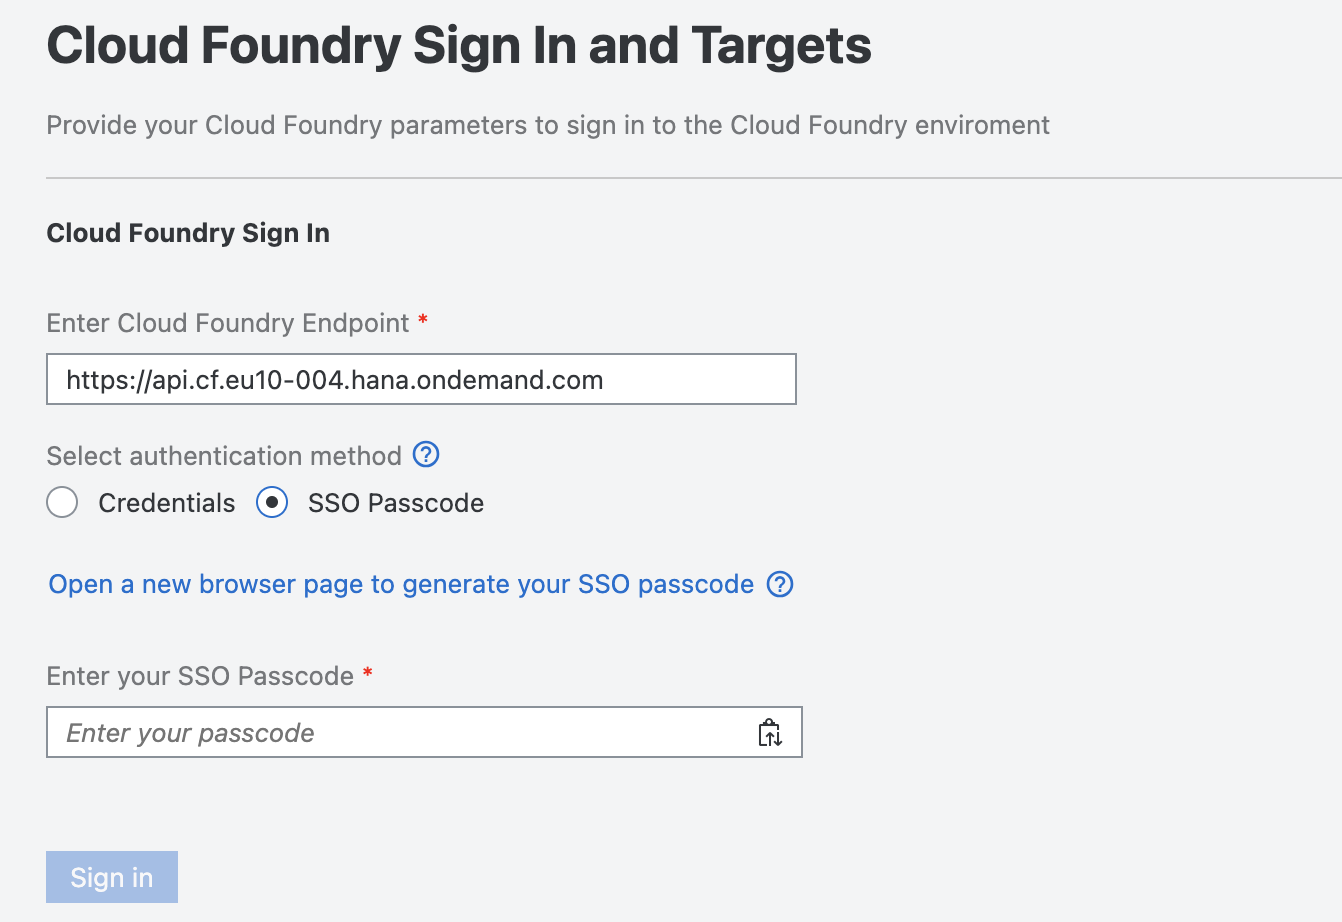 Cloud Foundry Sign In and Targets
Provide your Cloud Foundry parameters to sign in to the Cloud Foundry enviroment
Cloud Foundry Sign In
Enter Cloud Foundry Endpoint *
https://api.cf.eu10-004.hana.ondemand.com
Select authentication method ?
Credentials SSO Passcode
Open a new browser page to generate your SSO passcode ?
Enter your SSO Passcode *
Enter your passcode
Sign in